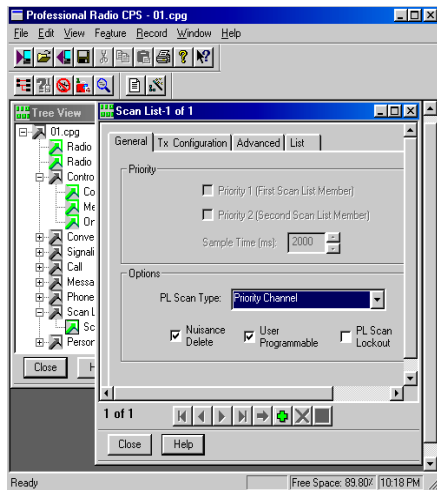 Professional Radio CPS - 01.cpg
File Edit View Feature Record Window Help
Tree View
01.cpg
Radio
Radio
Contro
Co
Me
Or
Conve
Signali
Call
Messa
Phone
Scan L
Sc
Person
Close H
Scan List-1 of 1
General Tx Configuration Advanced List
Priority
Priority 1 (First Scan List Member)
Priority 2 (Second Scan List Member)
Sample Time (ms): 2000
Options
PL Scan Type: Priority Channel
Nuisance Delete
User Programmable
PL Scan Lockout
1 of 1
Close Help
Ready Free Space: 89.80% 10:18 PM